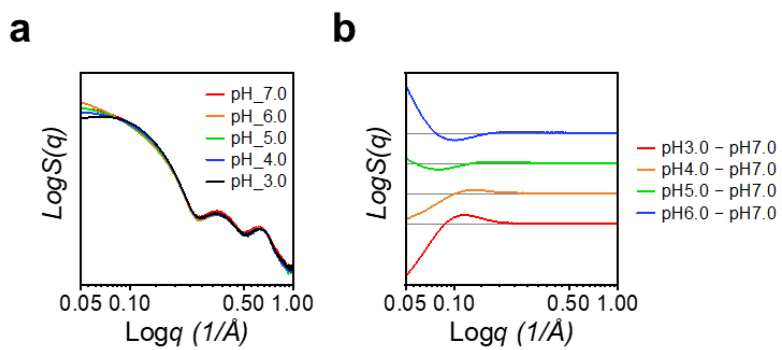 a
b
LogS(q)
pH_7.0
pH_6.0
pH_5.0
pH_4.0
pH_3.0
0.05 0.10 0.50 1.00
Logq (1/Å)
LogS(q)
0.05 0.10 0.50 1.00
Logq (1/Å)
pH3.0 – pH7.0
pH4.0 – pH7.0
pH5.0 – pH7.0
pH6.0 – pH7.0